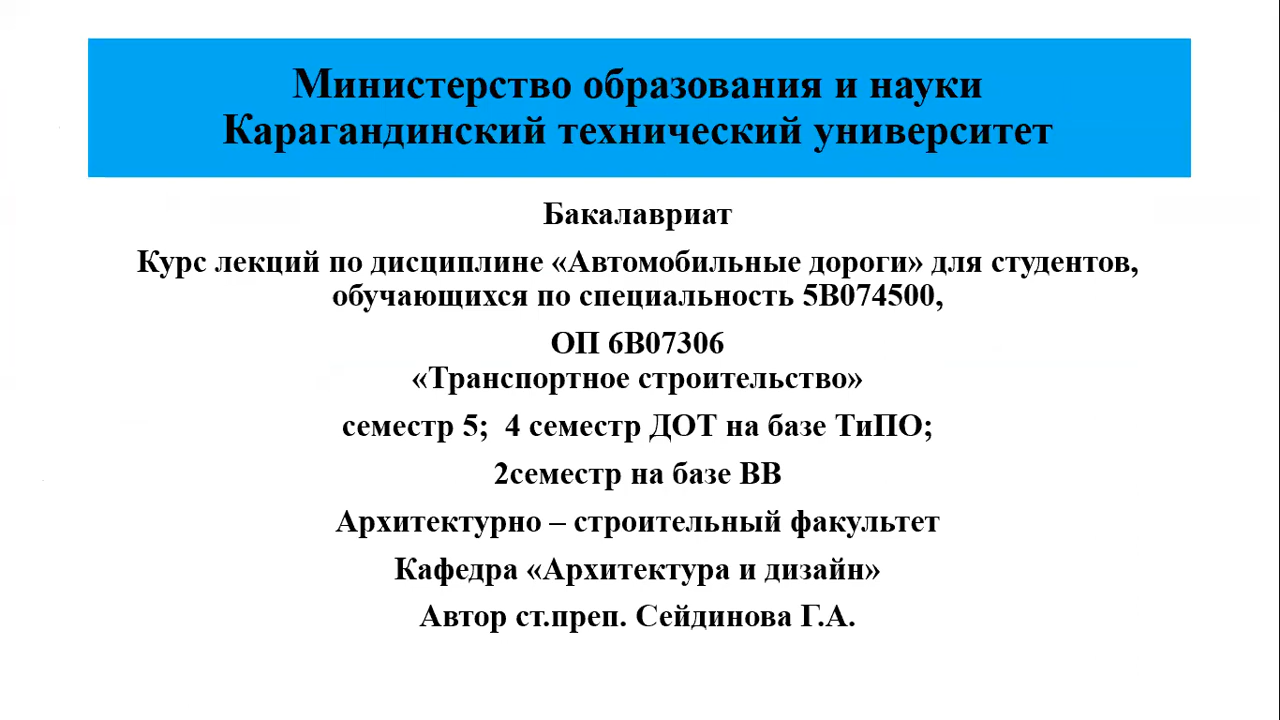 Министерство образования и науки
Карагандинский технический университет
Бакалавриат
Курс лекций по дисциплине «Автомобильные дороги» для студентов,
обучающихся по специальность 5В074500,
ОП 6В07306
«Транспортное строительство»
семестр 5;  4 семестр ДОТ на базе ТиПО;
2семестр на базе ВВ
Архитектурно – строительный факультет
Кафедра «Архитектура и дизайн»
Автор ст.преп. Сейдинова Г.А.